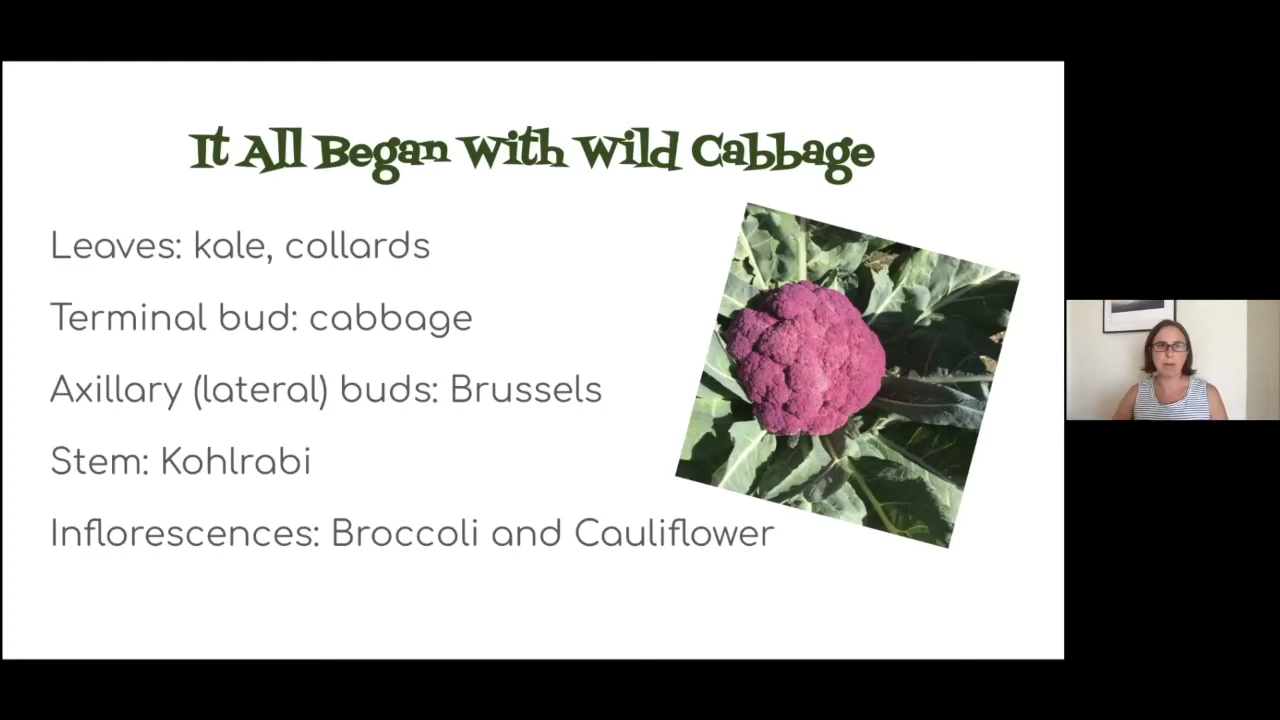 It All Began With Wild Cabbage
Leaves: kale, collards
Terminal bud: cabbage
Axillary (lateral) buds: Brussels
Stem: Kohlrabi
Inflorescences: Broccoli and Cauliflower